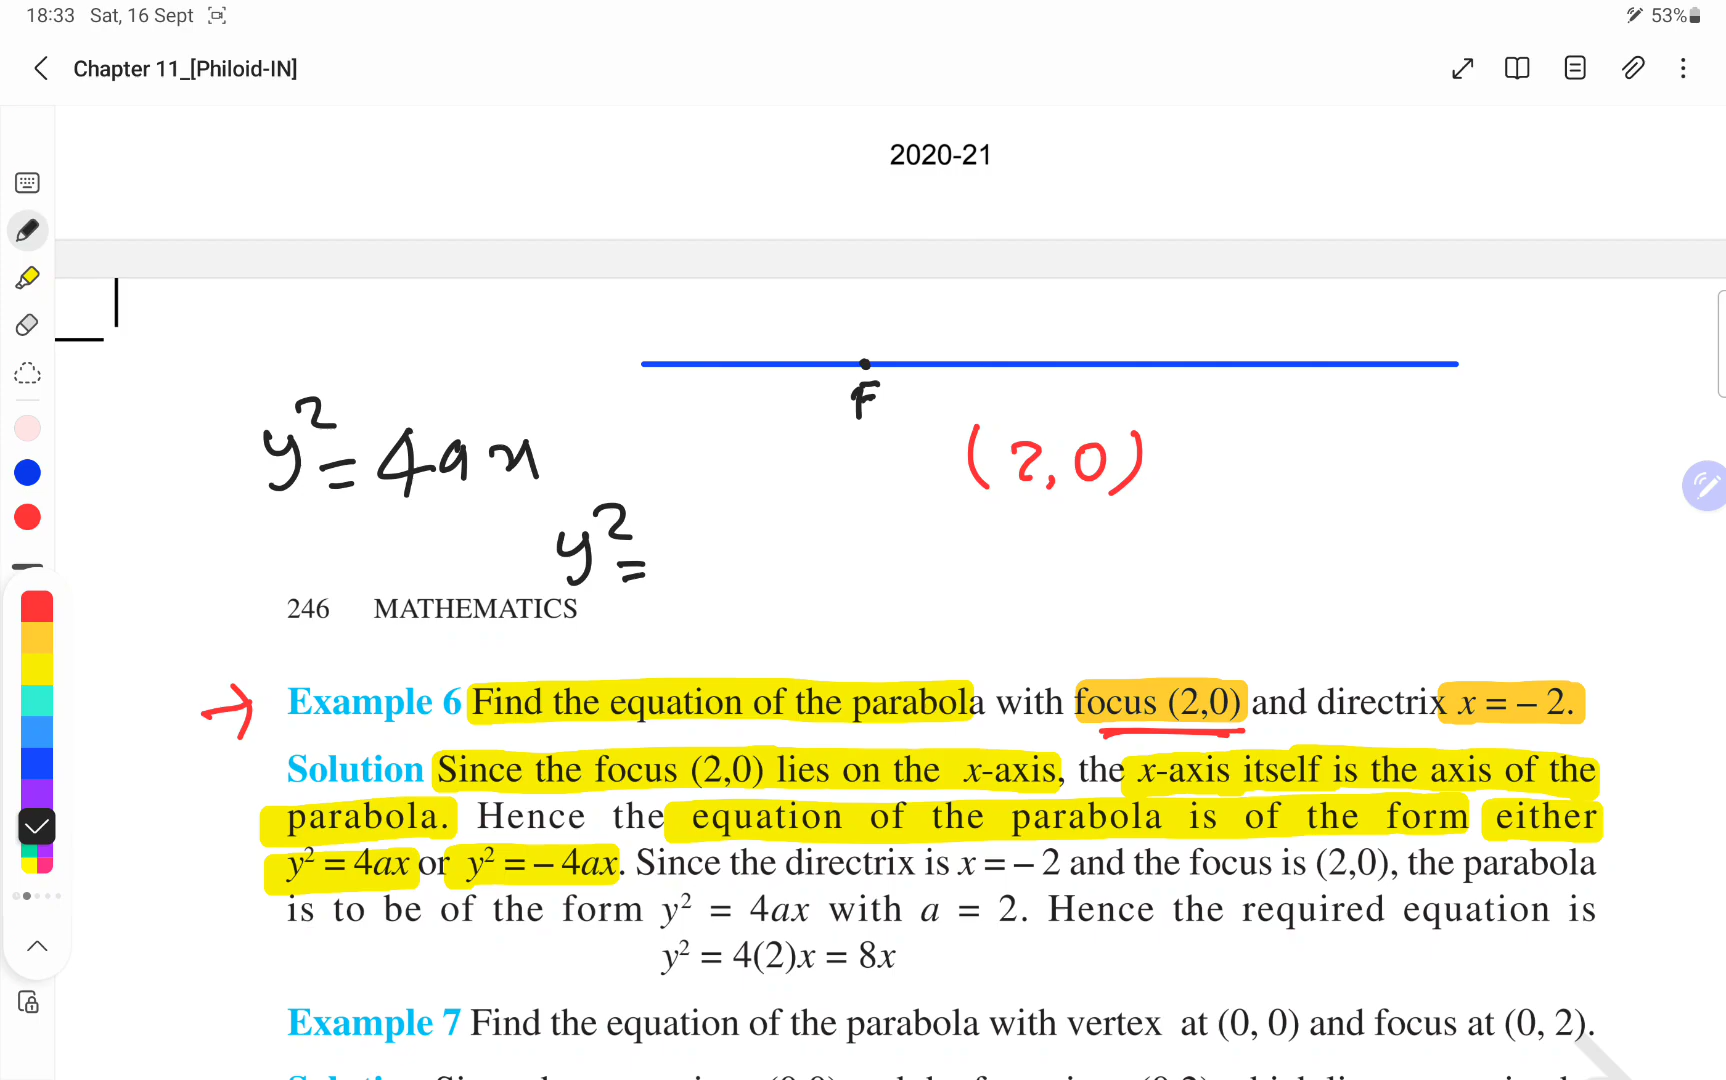 18:33 Sat, 16 Sept 53%
Chapter 11_[Philoid-IN]
2020-21
F
y² = 4ax
(2,0)
y² =
246 MATHEMATICS
Example 6 Find the equation of the parabola with focus (2,0) and directrix x = – 2.
Solution Since the focus (2,0) lies on the x-axis, the x-axis itself is the axis of the
parabola. Hence the equation of the parabola is of the form either
y² = 4ax or y² = – 4ax. Since the directrix is x = – 2 and the focus is (2,0), the parabola
is to be of the form y² = 4ax with a = 2. Hence the required equation is
y² = 4(2)x = 8x
Example 7 Find the equation of the parabola with vertex at (0, 0) and focus at (0, 2).